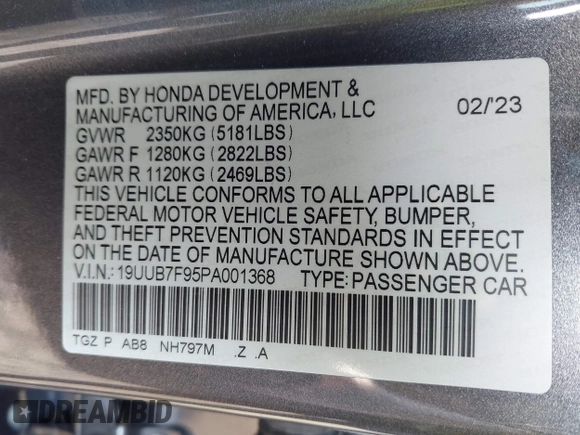 MFD. BY HONDA DEVELOPMENT &
MANUFACTURING OF AMERICA, LLC 02/'23
GVWR 2350KG (5181LBS)
GAWR F 1280KG (2822LBS)
GAWR R 1120KG (2469LBS)
THIS VEHICLE CONFORMS TO ALL APPLICABLE
FEDERAL MOTOR VEHICLE SAFETY, BUMPER,
AND THEFT PREVENTION STANDARDS IN EFFECT
ON THE DATE OF MANUFACTURE SHOWN ABOVE.
V.I.N.: 19UUB7F95PA001368 TYPE: PASSENGER CAR
TGZ P AB8 NH797M .Z .A
DREAMBID